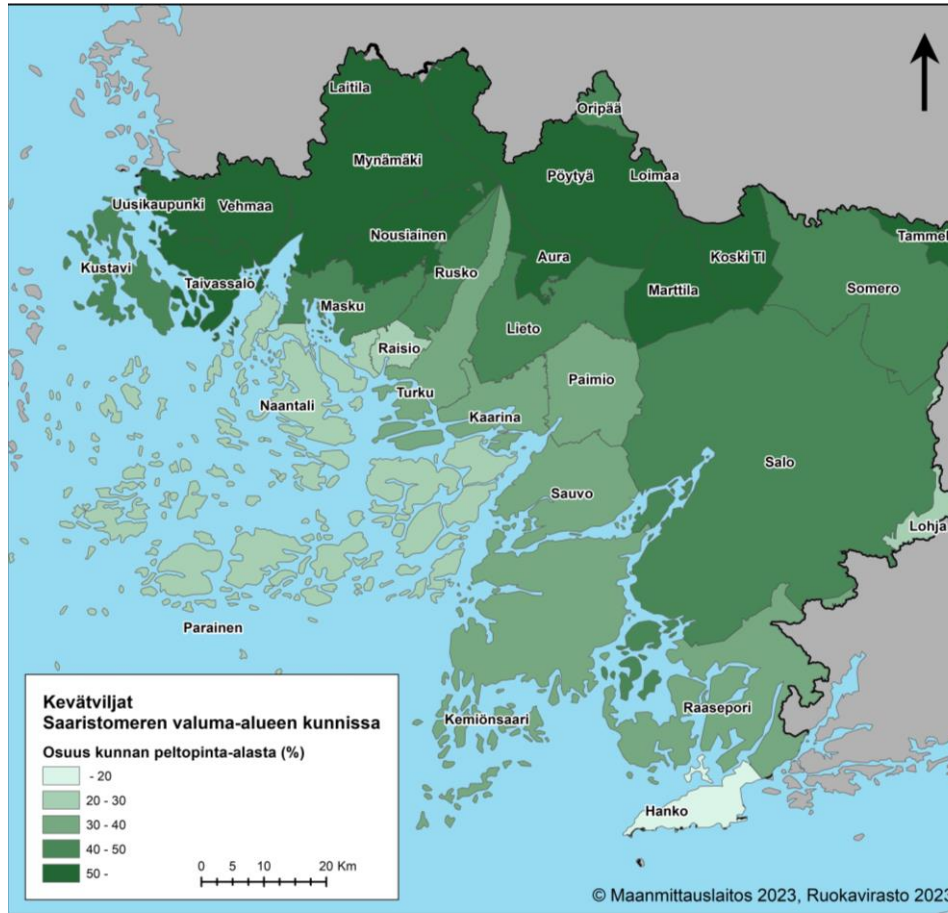 Laitila
Oripää
Mynämäki
Pöytyä
Loimaa
Uusikaupunki
Vehmaa
Nousiainen
Tammel
Kustavi
Rusko
Aura
Koski Tl
Taivassalo
Marttila
Somero
Masku
Lieto
Raisio
Paimio
Turku
Naantali
Kaarina
Salo
Sauvo
Lohja
Parainen
Raasepori
Kemiönsaari
Hanko
Kevätviljat
Saaristomeren valuma-alueen kunnissa
Osuus kunnan peltopinta-alasta (%)
- 20
20 - 30
30 - 40
40 - 50
50 -
0 5 10 20 Km
© Maanmittauslaitos 2023, Ruokavirasto 2023